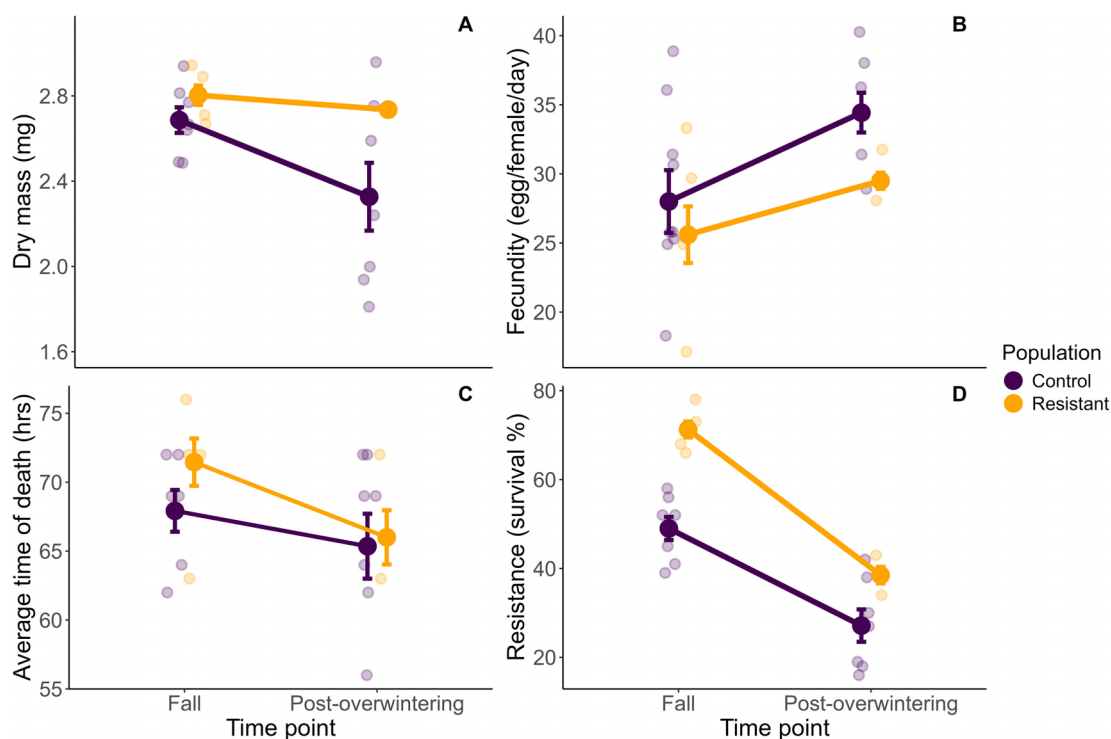 A
Dry mass (mg)
2.8
2.4
2.0
1.6
B
Fecundity (egg/female/day)
40
35
30
25
20
C
Average time of death (hrs)
75
70
65
60
55
Fall
Post-overwintering
Time point
D
Resistance (survival %)
80
60
40
20
Fall
Post-overwintering
Time point
Population
Control
Resistant